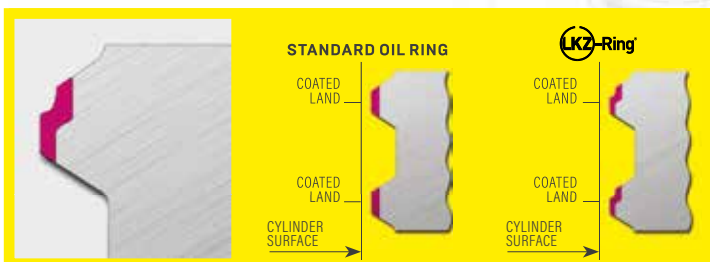 STANDARD OIL RING
COATED
LAND
COATED
LAND
CYLINDER
SURFACE
LKZ-Ring®
COATED
LAND
COATED
LAND
CYLINDER
SURFACE